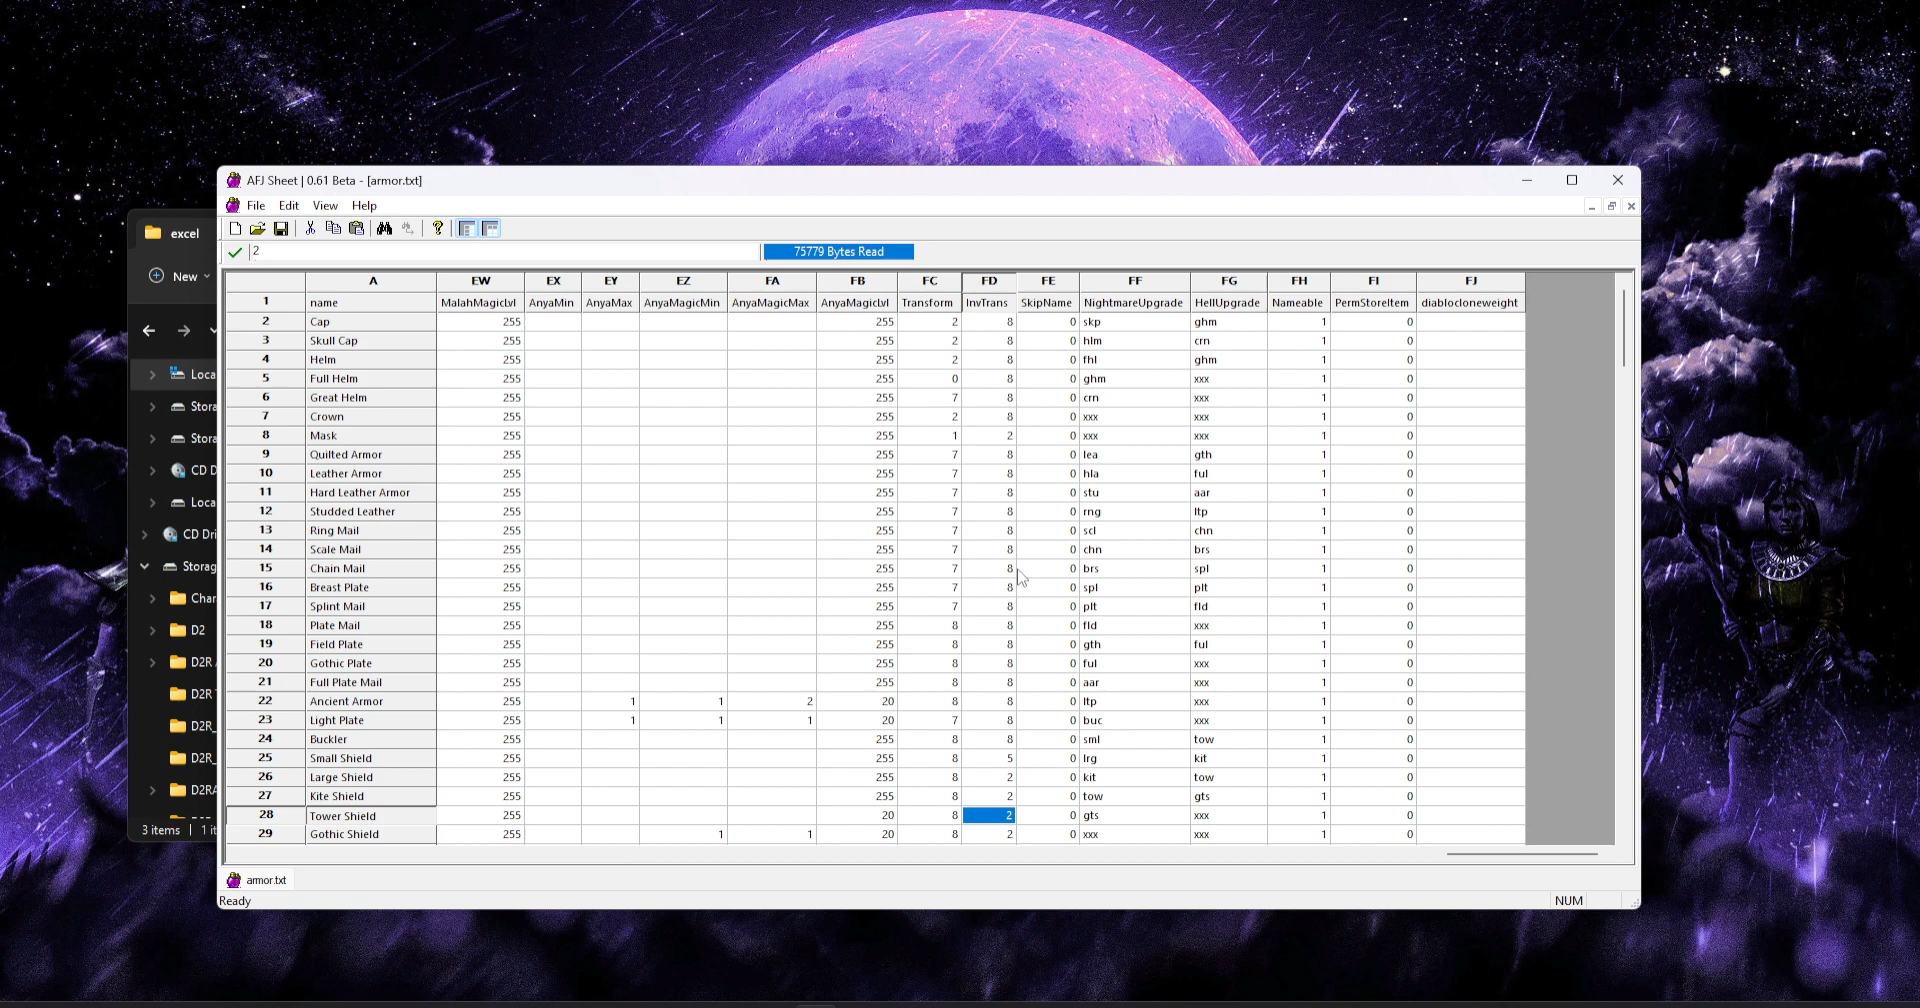 AFJ Sheet | 0.61 Beta - [armor.txt]
File Edit View Help
2 75779 Bytes Read
A EW EX EY EZ FA FB FC FD FE FF FG FH FI FJ
1 name MalahMagicLvl AnyaMin AnyaMax AnyaMagicMin AnyaMagicMax AnyaMagicLvl Transform InvTrans SkipName NightmareUpgrade HellUpgrade Nameable PermStoreItem diablocloneweight
2 Cap 255 255 2 8 0 skp ghm 1 0
3 Skull Cap 255 255 2 8 0 hlm crn 1 0
4 Helm 255 255 2 8 0 fhl ghm 1 0
5 Full Helm 255 255 0 8 0 ghm xxx 1 0
6 Great Helm 255 255 7 8 0 crn xxx 1 0
7 Crown 255 255 2 8 0 xxx xxx 1 0
8 Mask 255 255 1 2 0 xxx xxx 1 0
9 Quilted Armor 255 255 7 8 0 lea gth 1 0
10 Leather Armor 255 255 7 8 0 hla ful 1 0
11 Hard Leather Armor 255 255 7 8 0 stu aar 1 0
12 Studded Leather 255 255 7 8 0 rng ltp 1 0
13 Ring Mail 255 255 7 8 0 scl chn 1 0
14 Scale Mail 255 255 7 8 0 chn brs 1 0
15 Chain Mail 255 255 7 8 0 brs spl 1 0
16 Breast Plate 255 255 7 8 0 spl plt 1 0
17 Splint Mail 255 255 7 8 0 plt fld 1 0
18 Plate Mail 255 255 8 8 0 fld xxx 1 0
19 Field Plate 255 255 8 8 0 gth ful 1 0
20 Gothic Plate 255 255 8 8 0 ful xxx 1 0
21 Full Plate Mail 255 255 8 8 0 aar xxx 1 0
22 Ancient Armor 255 1 1 2 20 8 8 0 ltp xxx 1 0
23 Light Plate 255 1 1 1 20 7 8 0 buc xxx 1 0
24 Buckler 255 255 8 8 0 sml tow 1 0
25 Small Shield 255 255 8 5 0 lrg kit 1 0
26 Large Shield 255 255 8 2 0 kit tow 1 0
27 Kite Shield 255 255 8 2 0 tow gts 1 0
28 Tower Shield 255 20 8 2 0 gts xxx 1 0
29 Gothic Shield 255 1 1 20 8 2 0 xxx xxx 1 0
armor.txt
Ready NUM
excel
New
Loca
Stora
Stora
CD D
Loca
CD Dri
Storag
Char
D2
D2R
D2R
D2R_
D2R_
D2RA
3 items | 1 it